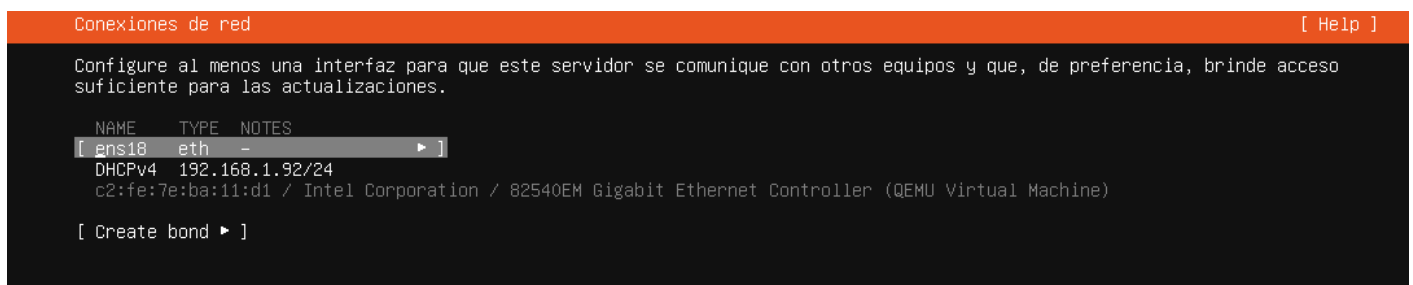 Conexiones de red [ Help ]
Configure al menos una interfaz para que este servidor se comunique con otros equipos y que, de preferencia, brinde acceso
suficiente para las actualizaciones.
NAME TYPE NOTES
[ ens18 eth – ▸ ]
DHCPv4 192.168.1.92/24
c2:fe:7e:ba:11:d1 / Intel Corporation / 82540EM Gigabit Ethernet Controller (QEMU Virtual Machine)
[ Create bond ▸ ]